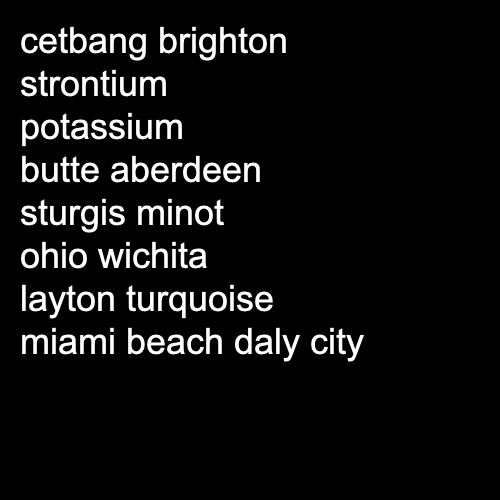 cetbang brighton
strontium
potassium
butte aberdeen
sturgis minot
ohio wichita
layton turquoise
miami beach daly city